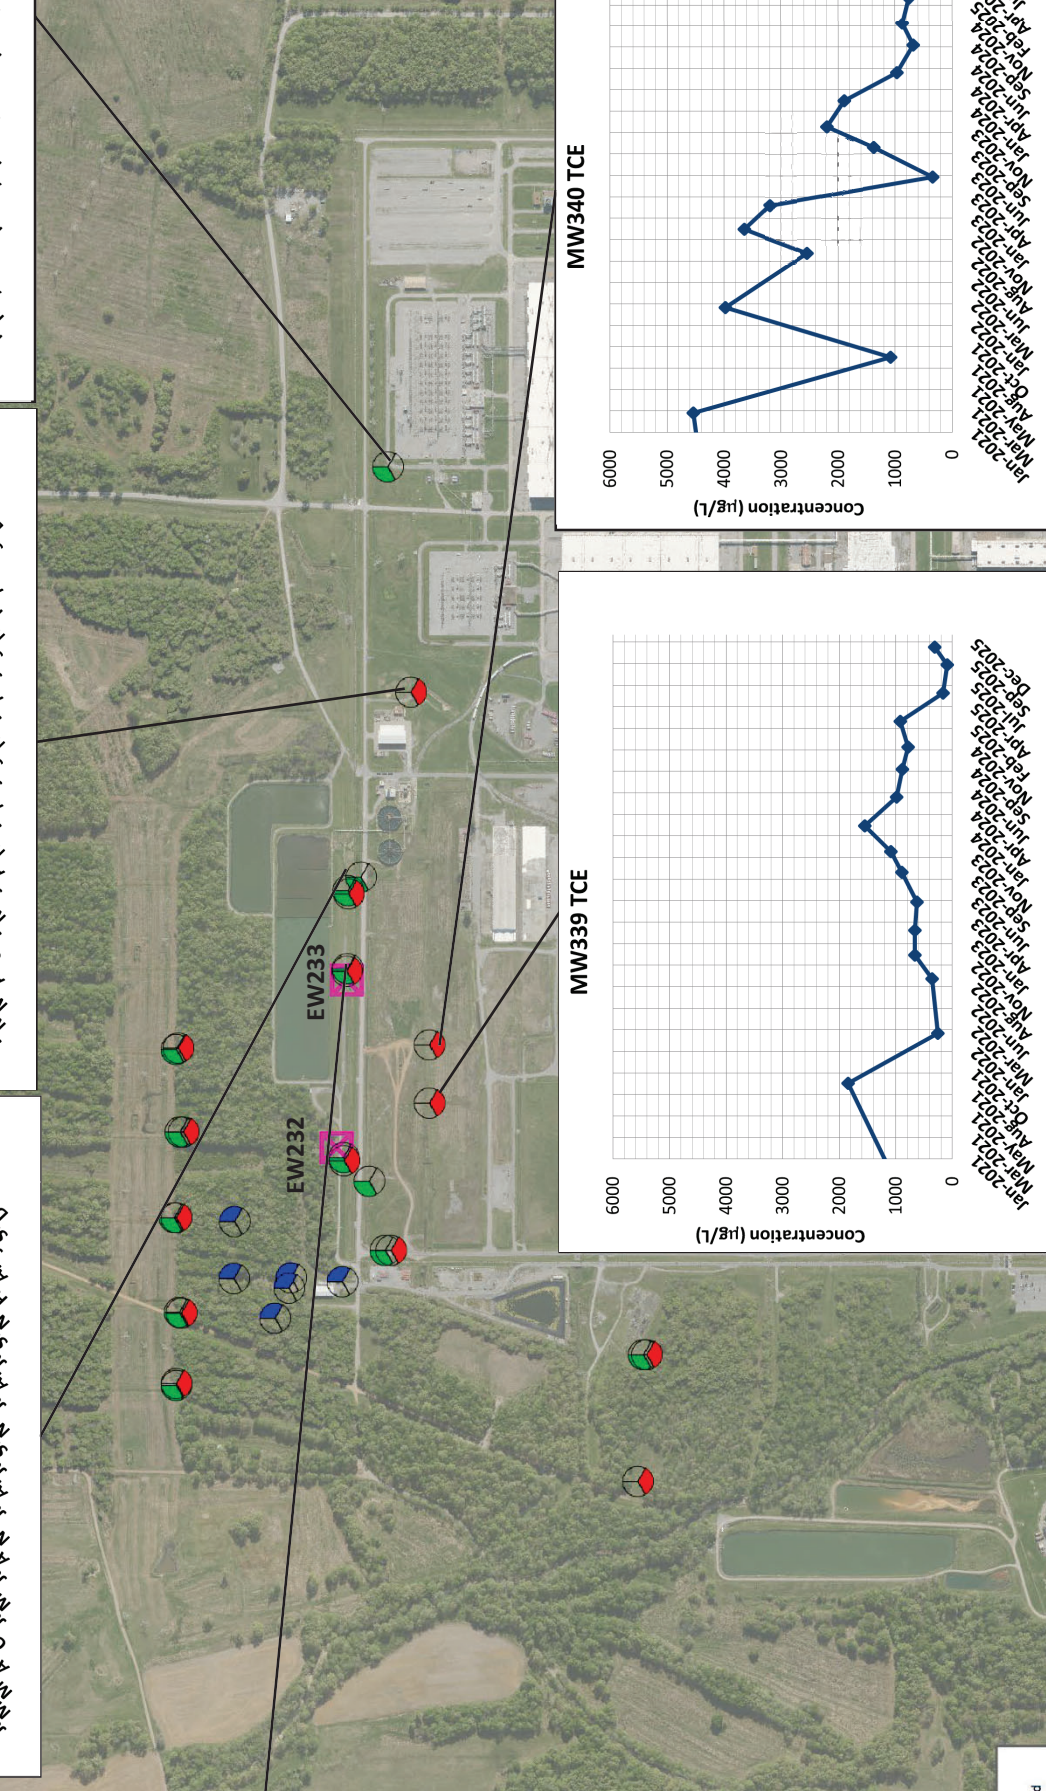 EW232
EW233
MW339 TCE
Concentration (µg/L)
6000
5000
4000
3000
2000
1000
0
Jan-2021
Mar-2021
May-2021
Aug-2021
Oct-2021
Jan-2022
Mar-2022
Jun-2022
Aug-2022
Nov-2022
Jan-2023
Apr-2023
Jun-2023
Sep-2023
Nov-2023
Jan-2024
Apr-2024
Jun-2024
Sep-2024
Nov-2024
Feb-2025
Apr-2025
Jul-2025
Sep-2025
Dec-2025
MW340 TCE
Concentration (µg/L)
6000
5000
4000
3000
2000
1000
0
Jan-2021
Mar-2021
May-2021
Aug-2021
Oct-2021
Jan-2022
Mar-2022
Jun-2022
Aug-2022
Nov-2022
Jan-2023
Apr-2023
Jun-2023
Sep-2023
Nov-2023
Jan-2024
Apr-2024
Jun-2024
Sep-2024
Nov-2024
Feb-2025